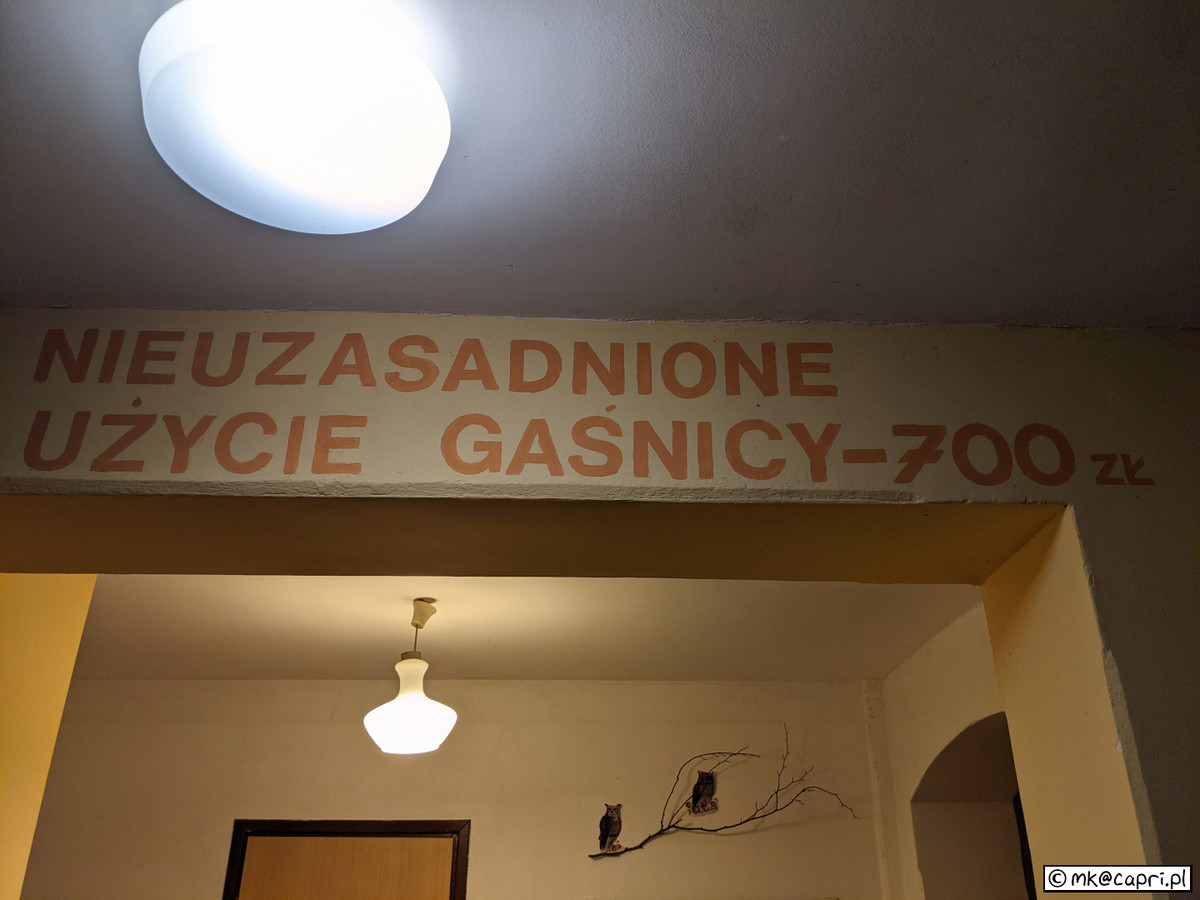 NIEUZASADNIONE
UŻYCIE GAŚNICY-700 ZŁ
© mk@capri.pl